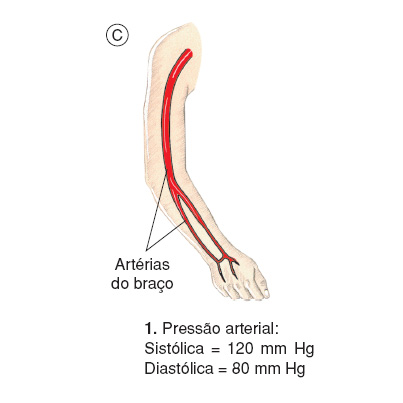 C
Artérias
do braço
1. Pressão arterial:
Sistólica = 120 mm Hg
Diastólica = 80 mm Hg